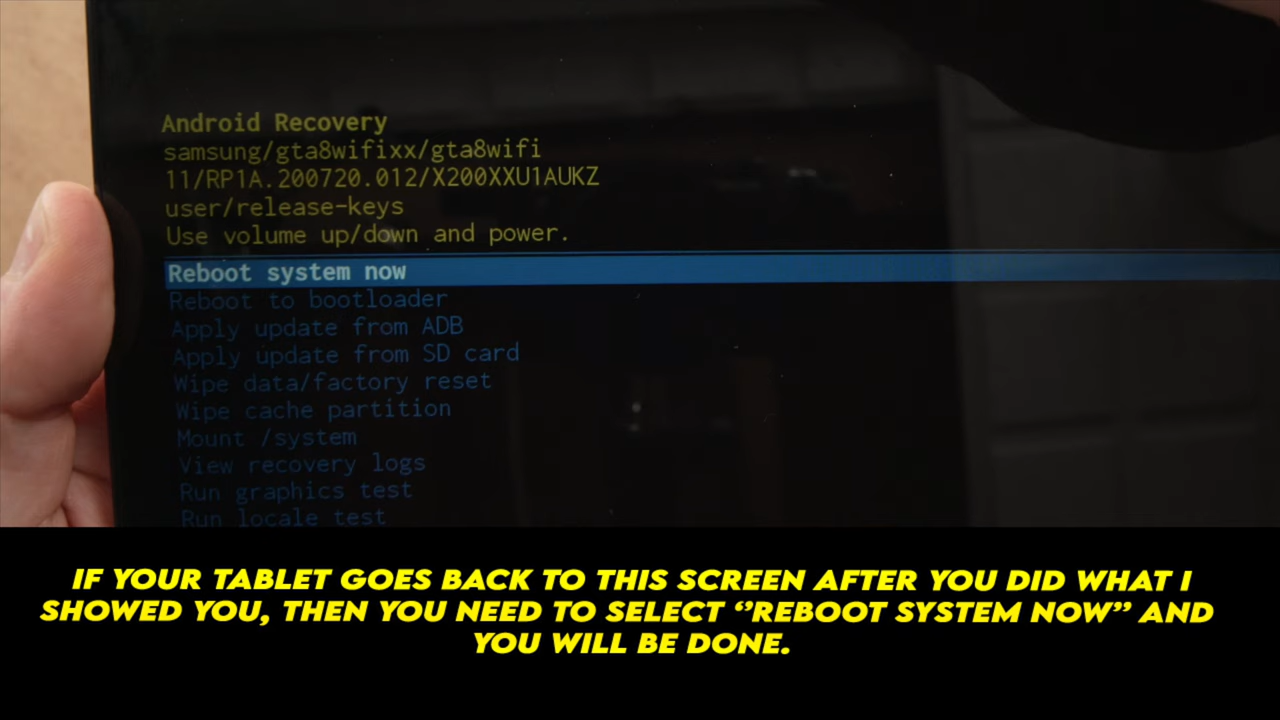 Android Recovery
samsung/gta8wifixx/gta8wifi
11/RP1A.200720.012/X200XXU1AUKZ
user/release-keys
Use volume up/down and power.
Reboot system now
Reboot to bootloader
Apply update from ADB
Apply update from SD card
Wipe data/factory reset
Wipe cache partition
Mount /system
View recovery logs
Run graphics test
Run locale test
IF YOUR TABLET GOES BACK TO THIS SCREEN AFTER YOU DID WHAT I
SHOWED YOU, THEN YOU NEED TO SELECT ‘’REBOOT SYSTEM NOW’’ AND
YOU WILL BE DONE.